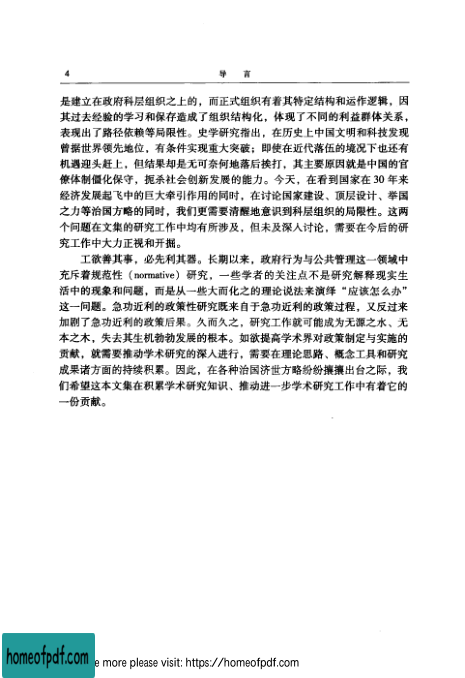 4 导 言
是建立在政府科层组织之上的，而正式组织有着其特定结构和运作逻辑，因
其过去经验的学习和保存造成了组织结构化，体现了不同的利益群体关系，
表现出了路径依赖等局限性。史学研究指出，在历史上中国文明和科技发现
曾据世界领先地位，有条件实现重大突破；即使在近代落伍的境况下也还有
机遇迎头赶上，但结果却是无可奈何地落后挨打，其主要原因就是中国的官
僚体制僵化保守，扼杀社会创新发展的能力。今天，在看到国家在 30 年来
经济发展起飞中的巨大牵引作用的同时，在讨论国家建设、顶层设计、举国
之力等治国方略的同时，我们更需要清醒地意识到科层组织的局限性。这两
个问题在文集的研究工作中均有所涉及，但未及深入讨论，需要在今后的研
究工作中大力正视和开掘。
工欲善其事，必先利其器。长期以来，政府行为与公共管理这一领域中
充斥着规范性（normative）研究，一些学者的关注点不是研究解释现实生
活中的现象和问题，而是从一些大而化之的理论说法来演绎“应该怎么办”
这一问题。急功近利的政策性研究既来自于急功近利的政策过程，又反过来
加剧了急功近利的政策后果。久而久之，研究工作就可能成为无源之水、无
本之木，失去其生机勃勃发展的根本。如欲提高学术界对政策制定与实施的
贡献，就需要推动学术研究的深入进行，需要在理论思路、概念工具和研究
成果诸方面的持续积累。因此，在各种治国济世方略纷纷攘攘出台之际，我
们希望这本文集在积累学术研究知识、推动进一步学术研究工作中有着它的
一份贡献。
homeofpdf.com
e more please visit: https://homeofpdf.com